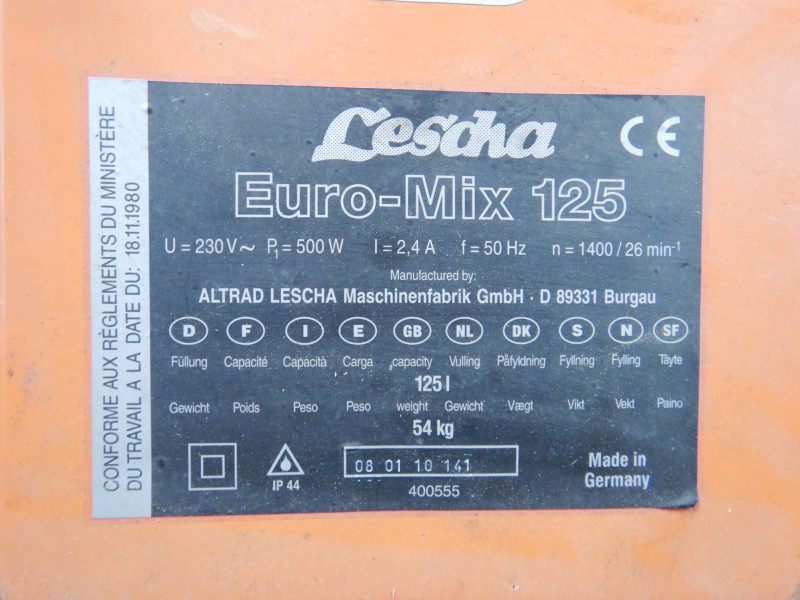 CONFORME AUX RÈGLEMENTS DU MINISTÈRE
DU TRAVAIL A LA DATE DU: 18.11.1980
Lescha
CE
Euro-Mix 125
U = 230 V ~ P1 = 500 W I = 2,4 A f = 50 Hz n = 1400 / 26 min-1
Manufactured by:
ALTRAD LESCHA Maschinenfabrik GmbH · D 89331 Burgau
D F I E GB NL DK S N SF
Füllung Capacité Capacità Carga capacity Vulling Påfyldning Fyllning Fylling Täyte
125 l
Gewicht Poids Peso Peso weight Gewicht Vægt Vikt Vekt Paino
54 kg
IP 44
08 01 10 141
400555
Made in
Germany